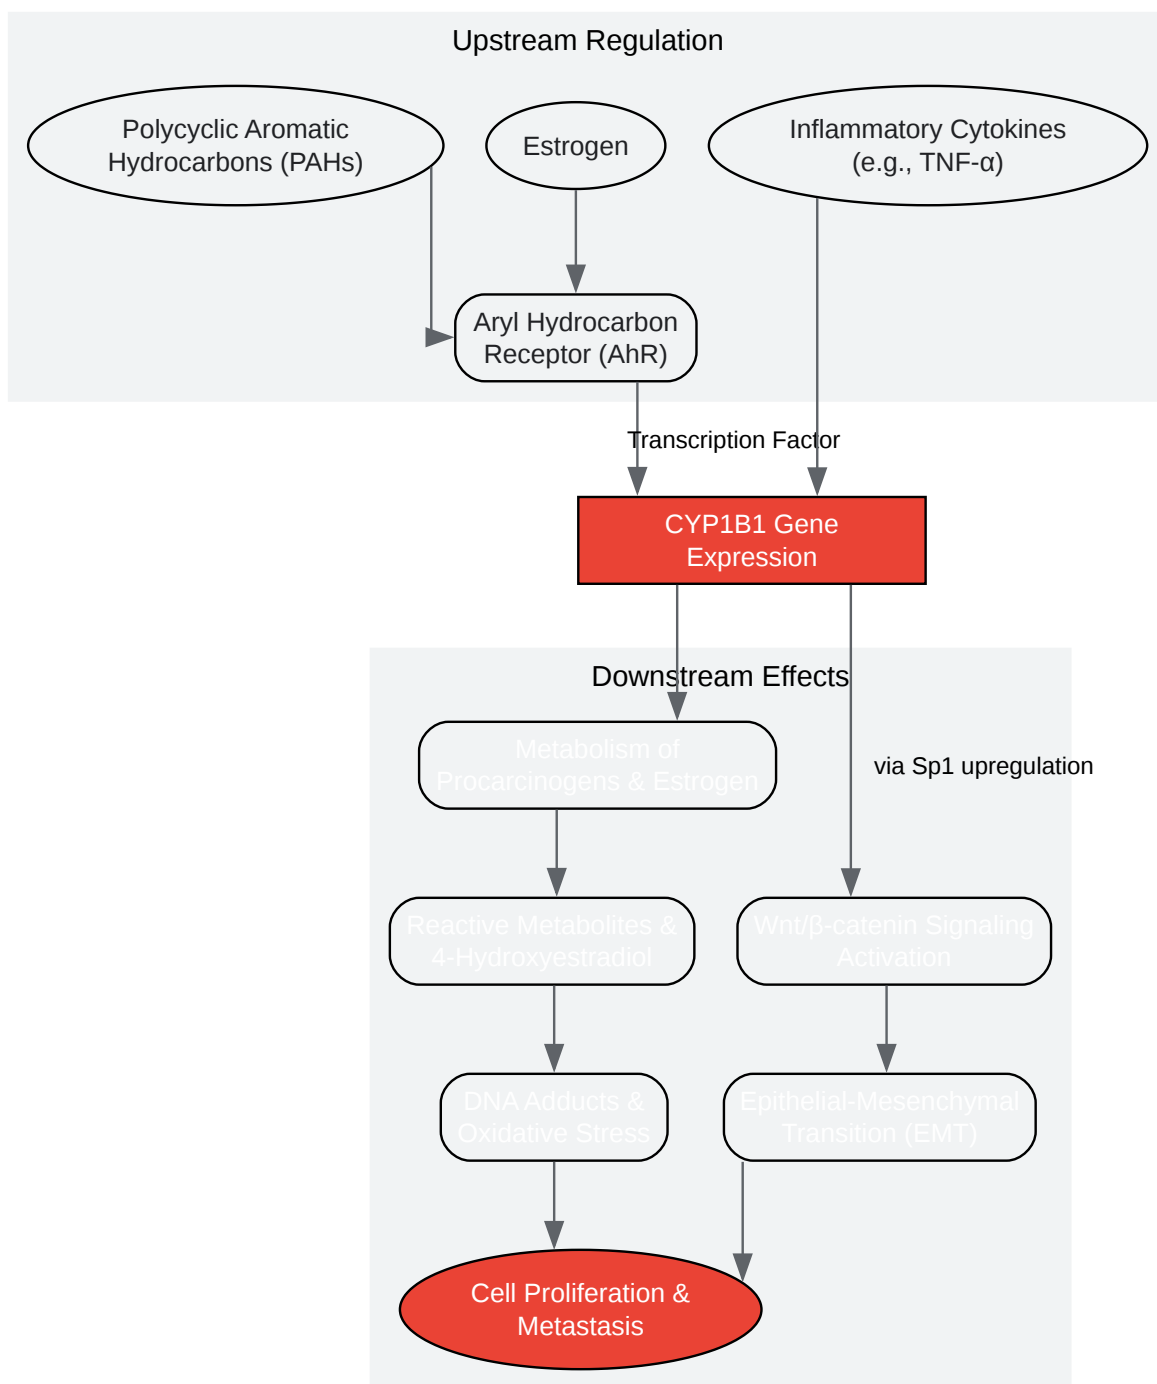 Upstream Regulation
Polycyclic Aromatic
Hydrocarbons (PAHs)
Estrogen
Inflammatory Cytokines
(e.g., TNF-α)
Aryl Hydrocarbon
Receptor (AhR)
Transcription Factor
CYP1B1 Gene
Expression
Downstream Effects
Metabolism of
Procarcinogens & Estrogen
via Sp1 upregulation
Reactive Metabolites &
4-Hydroxyestradiol
Wnt/β-catenin Signaling
Activation
DNA Adducts &
Oxidative Stress
Epithelial-Mesenchymal
Transition (EMT)
Cell Proliferation &
Metastasis